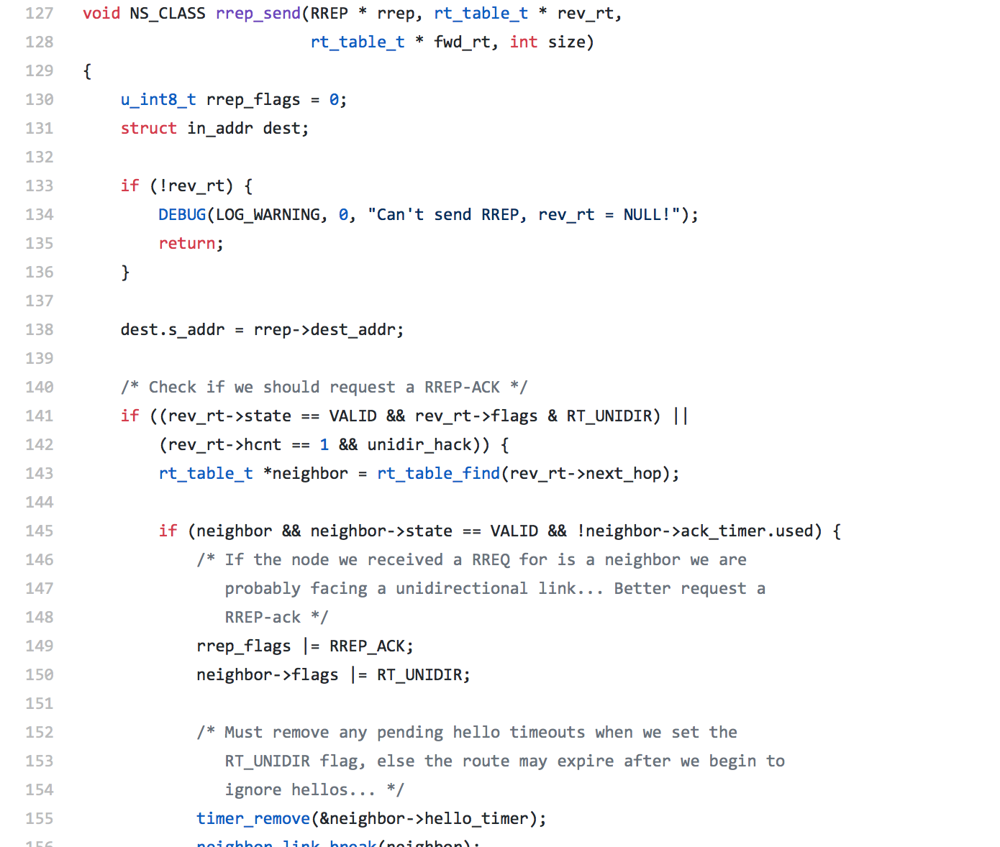 127 void NS_CLASS rrep_send(RREP * rrep, rt_table_t * rev_rt,
128 rt_table_t * fwd_rt, int size)
129 {
130 u_int8_t rrep_flags = 0;
131 struct in_addr dest;
132
133 if (!rev_rt) {
134 DEBUG(LOG_WARNING, 0, "Can't send RREP, rev_rt = NULL!");
135 return;
136 }
137
138 dest.s_addr = rrep->dest_addr;
139
140 /* Check if we should request a RREP-ACK */
141 if ((rev_rt->state == VALID && rev_rt->flags & RT_UNIDIR) ||
142 (rev_rt->hcnt == 1 && unidir_hack)) {
143 rt_table_t *neighbor = rt_table_find(rev_rt->next_hop);
144
145 if (neighbor && neighbor->state == VALID && !neighbor->ack_timer.used) {
146 /* If the node we received a RREQ for is a neighbor we are
147 probably facing a unidirectional link... Better request a
148 RREP-ack */
149 rrep_flags |= RREP_ACK;
150 neighbor->flags |= RT_UNIDIR;
151
152 /* Must remove any pending hello timeouts when we set the
153 RT_UNIDIR flag, else the route may expire after we begin to
154 ignore hellos... */
155 timer_remove(&neighbor->hello_timer);
156 neighbor_link_break(neighbor);